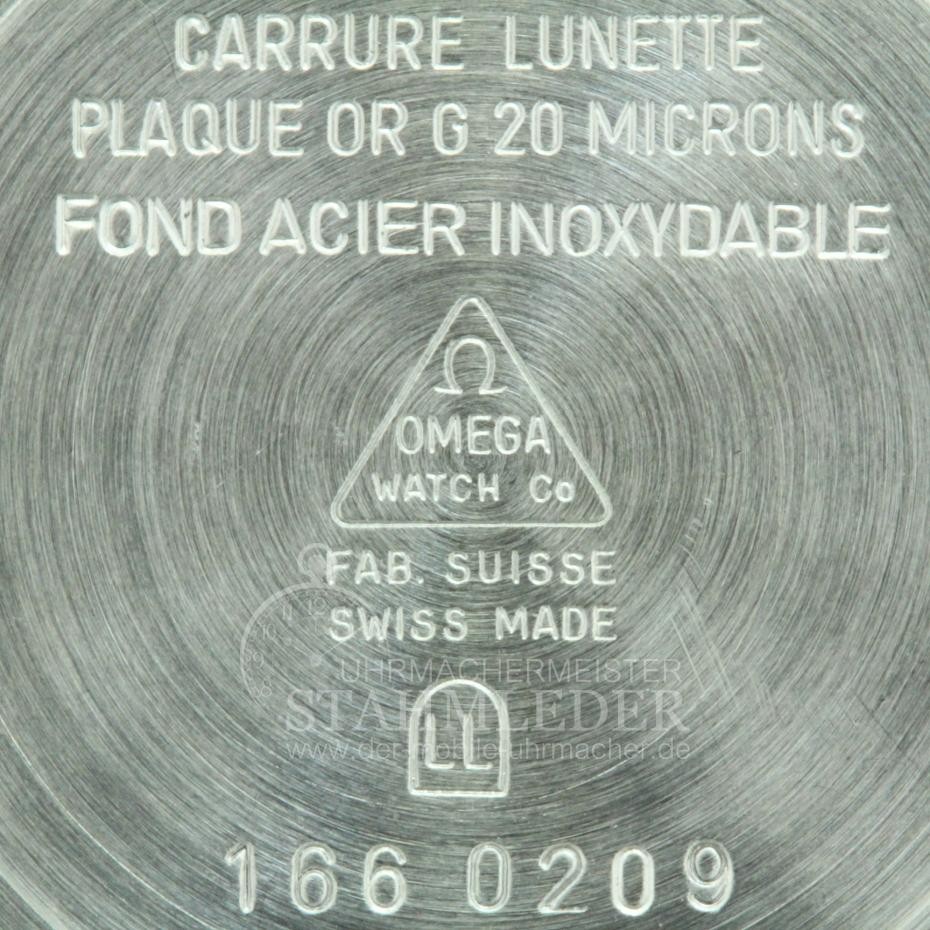 CARRURE LUNETTE
PLAQUE OR G 20 MICRONS
FOND ACIER INOXYDABLE
Ω
OMEGA
WATCH Co
FAB. SUISSE
SWISS MADE
UHRMACHERMEISTER
STAHMLEDER
www.der-mobile-uhrmacher.de
LL
166 0209